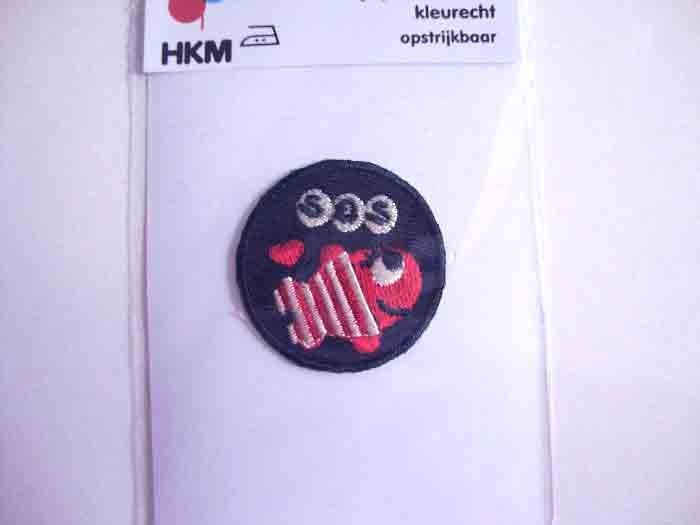 kleurecht
HKM
opstrijkbaar
SOS